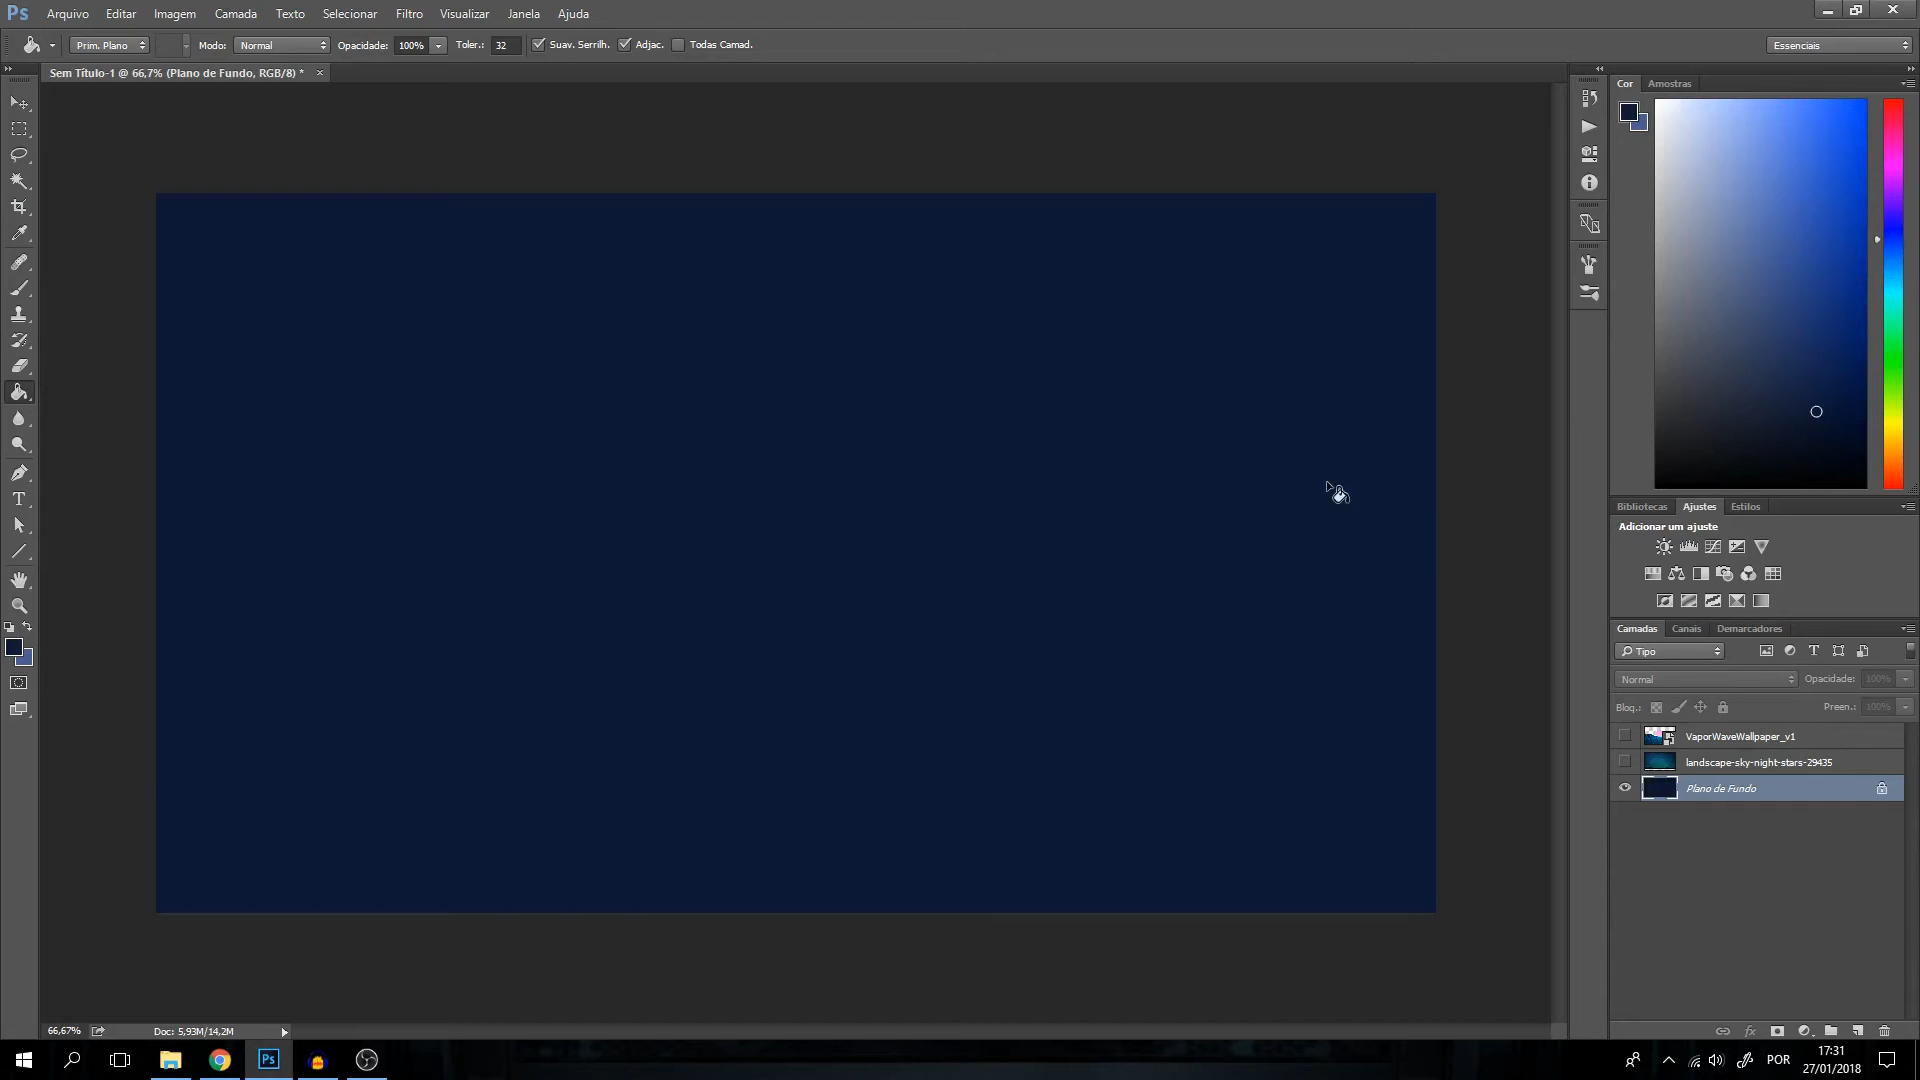 Ps Arquivo Editar Imagem Camada Texto Selecionar Filtro Visualizar Janela Ajuda
Prim. Plano Modo: Normal Opacidade: 100% Toler.: 32 Suav. Serrilh. Adjac. Todas Camad. Essenciais
Sem Título-1 @ 66,7% (Plano de Fundo, RGB/8) *
Cor Amostras
Bibliotecas Ajustes Estilos
Adicionar um ajuste
Camadas Canais Demarcadores
Tipo
Normal Opacidade: 100%
Bloq.: Preen.: 100%
VaporWaveWallpaper_v1
landscape-sky-night-stars-29435
Plano de Fundo
66,67% Doc: 5,93M/14,2M
Ps POR 17:31
27/01/2018